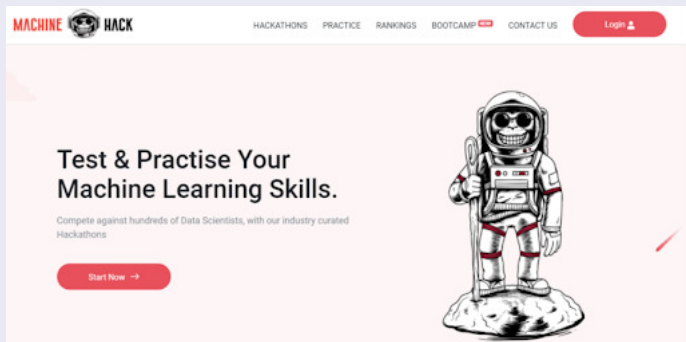 MACHINE HACK
HACKATHONS PRACTICE RANKINGS BOOTCAMP NEW CONTACT US Login
Test & Practise Your
Machine Learning Skills.
Compete against hundreds of Data Scientists, with our industry curated
Hackathons
Start Now →